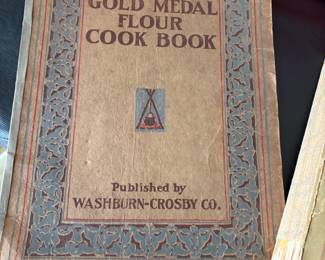 GOLD MEDAL
FLOUR
COOK BOOK
Published by
WASHBURN-CROSBY CO.